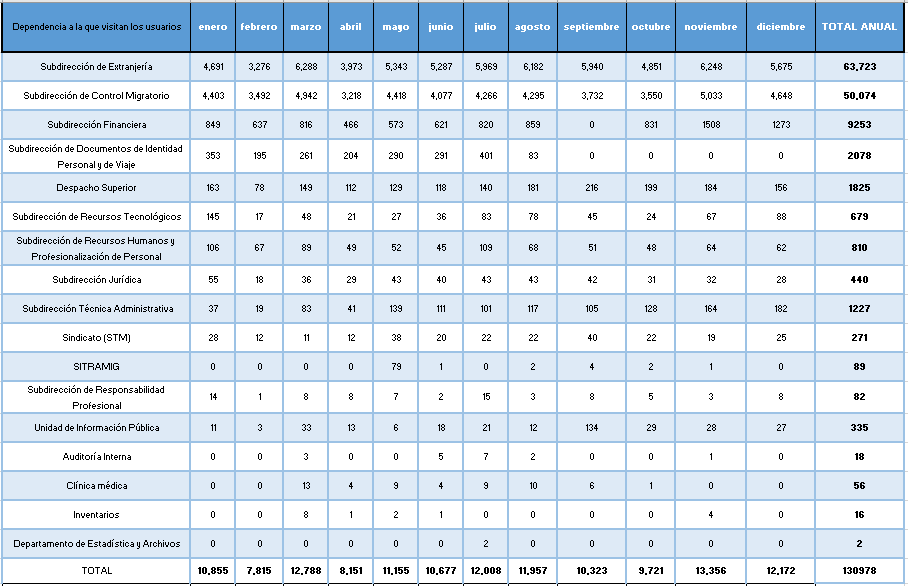 Dependencia a la que visitan los usuarios enero febrero marzo abril mayo junio julio agosto septiembre octubre noviembre diciembre TOTAL ANUAL
Subdirección de Extranjería 4,691 3,276 6,288 3,973 5,343 5,287 5,969 6,182 5,940 4,851 6,248 5,675 63,723
Subdirección de Control Migratorio 4,403 3,492 4,942 3,218 4,418 4,077 4,266 4,295 3,732 3,550 5,033 4,648 50,074
Subdirección Financiera 849 637 816 466 573 621 820 859 0 831 1508 1273 9253
Subdirección de Documentos de Identidad
Personal y de Viaje 353 195 261 204 290 291 401 83 0 0 0 0 2078
Despacho Superior 163 78 149 112 129 118 140 181 216 199 184 156 1825
Subdirección de Recursos Tecnológicos 145 17 48 21 27 36 83 78 45 24 67 88 679
Subdirección de Recursos Humanos y
Profesionalización de Personal 106 67 89 49 52 45 109 68 51 48 64 62 810
Subdirección Jurídica 55 18 36 29 43 40 43 43 42 31 32 28 440
Subdirección Técnica Administrativa 37 19 83 41 139 111 101 117 105 128 164 182 1227
Sindicato (STM) 28 12 11 12 38 20 22 22 40 22 19 25 271
SITRAMIG 0 0 0 0 79 1 0 2 4 2 1 0 89
Subdirección de Responsabilidad
Profesional 14 1 8 8 7 2 15 3 8 5 3 8 82
Unidad de Información Pública 11 3 33 13 6 18 21 12 134 29 28 27 335
Auditoría Interna 0 0 3 0 0 5 7 2 0 0 1 0 18
Clínica médica 0 0 13 4 9 4 9 10 6 1 0 0 56
Inventarios 0 0 8 1 2 1 0 0 0 0 4 0 16
Departamento de Estadística y Archivos 0 0 0 0 0 0 2 0 0 0 0 0 2
TOTAL 10,855 7,815 12,788 8,151 11,155 10,677 12,008 11,957 10,323 9,721 13,356 12,172 130978